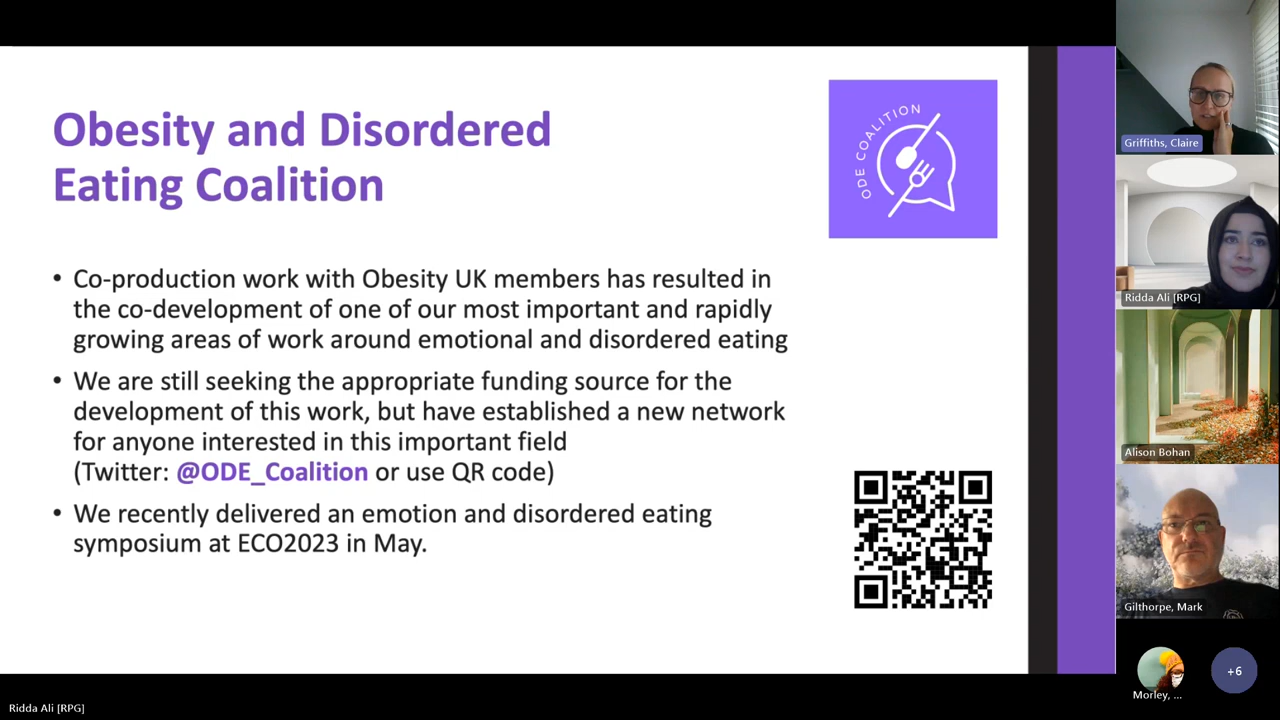 Obesity and Disordered
Eating Coalition
ODE COALITION
• Co-production work with Obesity UK members has resulted in
the co-development of one of our most important and rapidly
growing areas of work around emotional and disordered eating
• We are still seeking the appropriate funding source for the
development of this work, but have established a new network
for anyone interested in this important field
(Twitter: @ODE_Coalition or use QR code)
• We recently delivered an emotion and disordered eating
symposium at ECO2023 in May.
Griffiths, Claire
Ridda Ali [RPG]
Alison Bohan
Gilthorpe, Mark
Morley, ...
+6
Ridda Ali [RPG]